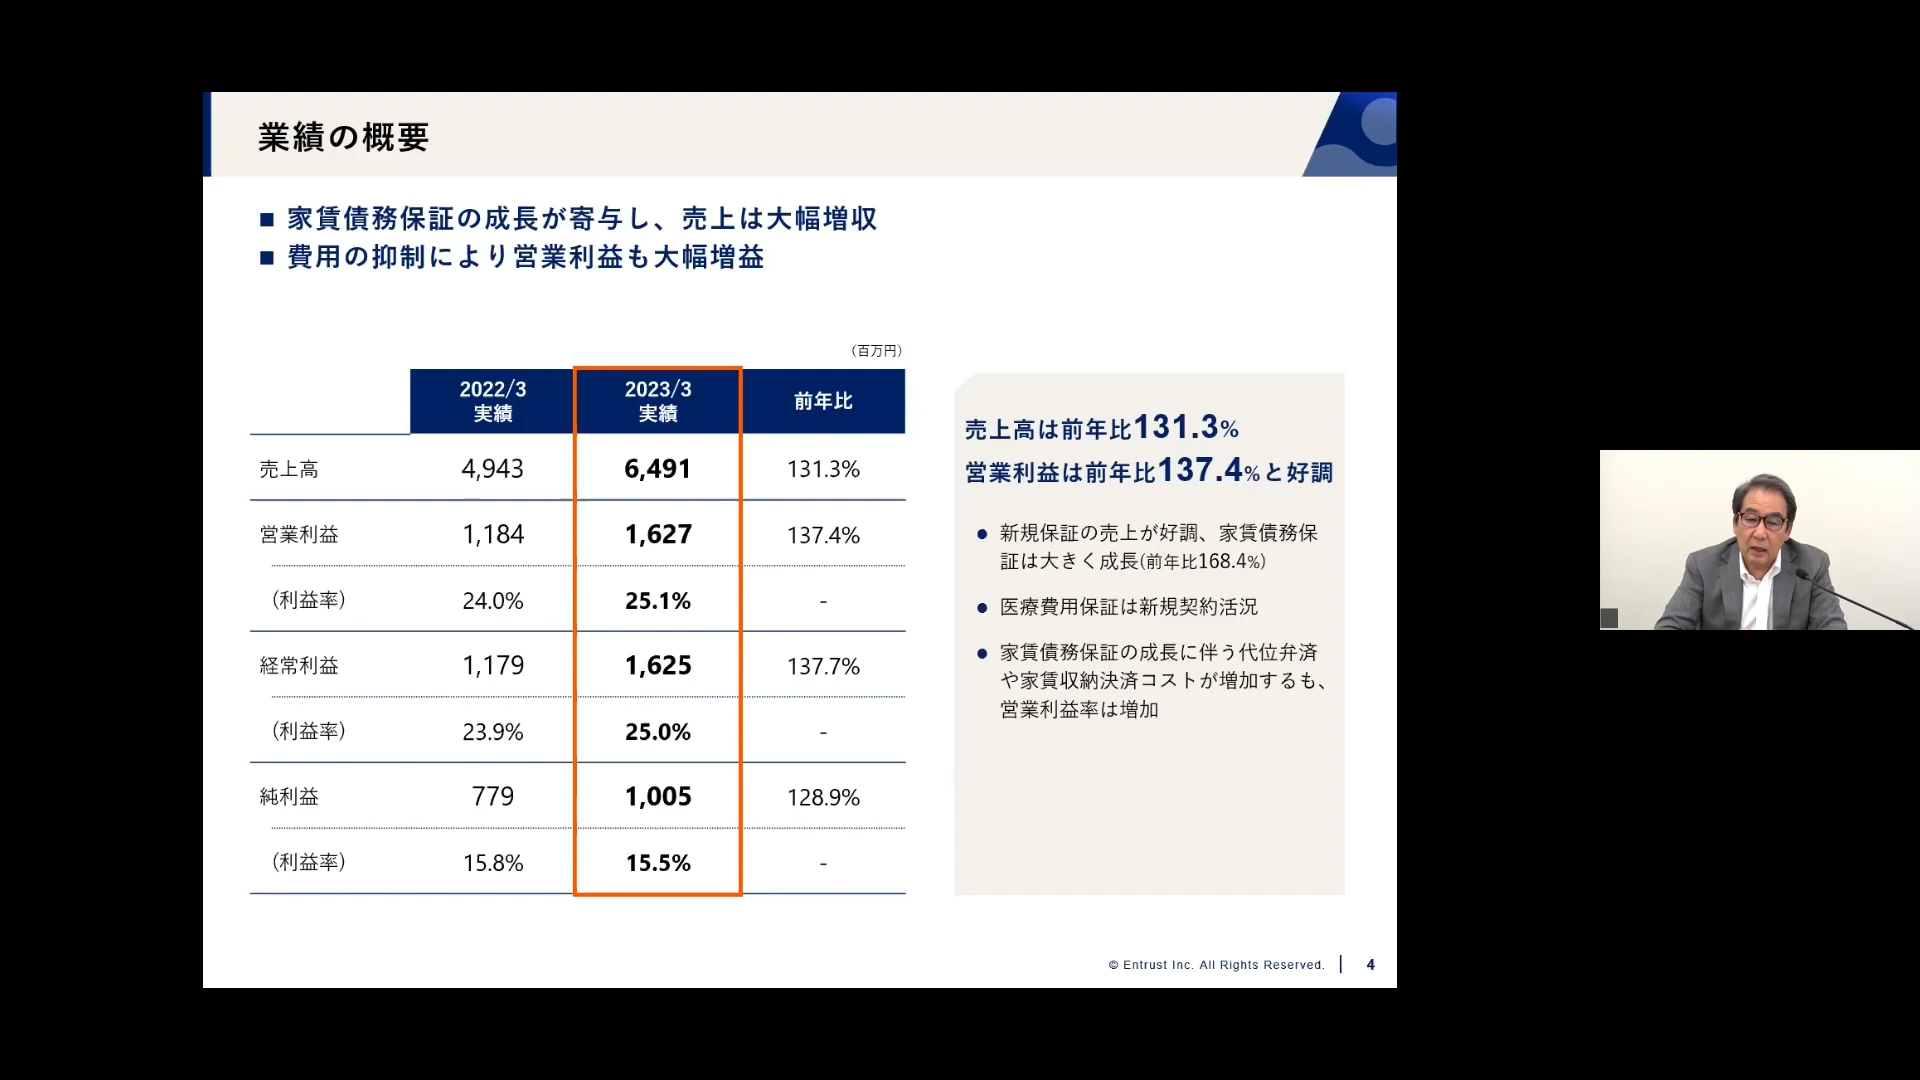 業績の概要
■ 家賃債務保証の成長が寄与し、売上は大幅増収
■ 費用の抑制により営業利益も大幅増益
（百万円）
2022/3 実績 2023/3 実績 前年比
売上高 4,943 6,491 131.3%
営業利益 1,184 1,627 137.4%
（利益率） 24.0% 25.1% -
経常利益 1,179 1,625 137.7%
（利益率） 23.9% 25.0% -
純利益 779 1,005 128.9%
（利益率） 15.8% 15.5% -
売上高は前年比131.3%
営業利益は前年比137.4%と好調
● 新規保証の売上が好調、家賃債務保
証は大きく成長(前年比168.4%)
● 医療費用保証は新規契約活況
● 家賃債務保証の成長に伴う代位弁済
や家賃収納決済コストが増加するも、
営業利益率は増加
© Entrust Inc. All Rights Reserved. | 4